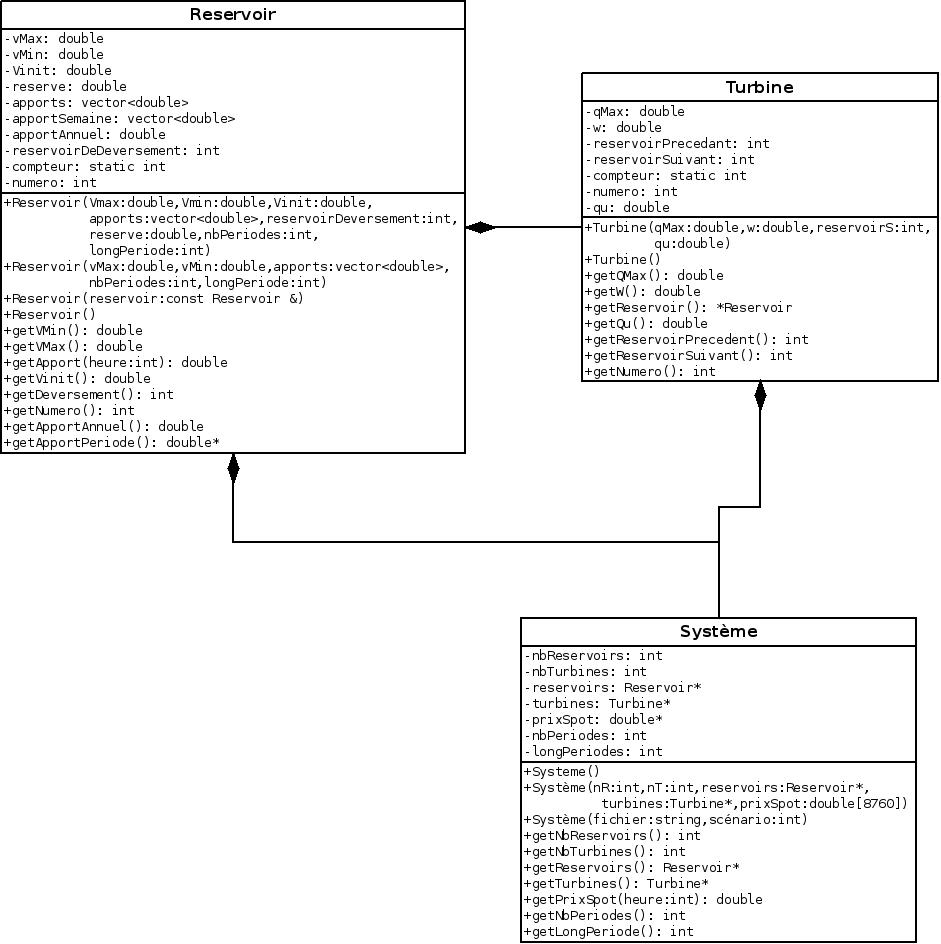 Reservoir
-vMax: double
-vMin: double
-Vinit: double
-reserve: double
-apports: vector<double>
-apportSemaine: vector<double>
-apportAnnuel: double
-reservoirDeDeversement: int
-compteur: static int
-numero: int
+Reservoir(Vmax:double,Vmin:double,Vinit:double,
apports:vector<double>,reservoirDeversement:int,
reserve:double,nbPeriodes:int,
longPeriode:int)
+Reservoir(vMax:double,vMin:double,apports:vector<double>,
nbPeriodes:int,longPeriode:int)
+Reservoir(reservoir:const Reservoir &)
+Reservoir()
+getVMin(): double
+getVMax(): double
+getApport(heure:int): double
+getVinit(): double
+getDeversement(): int
+getNumero(): int
+getApportAnnuel(): double
+getApportPeriode(): double*
Turbine
-qMax: double
-w: double
-reservoirPrecedant: int
-reservoirSuivant: int
-compteur: static int
-numero: int
-qu: double
+Turbine(qMax:double,w:double,reservoirS:int,
qu:double)
+Turbine()
+getQMax(): double
+getW(): double
+getReservoir(): *Reservoir
+getQu(): double
+getReservoirPrecedent(): int
+getReservoirSuivant(): int
+getNumero(): int
Système
-nbReservoirs: int
-nbTurbines: int
-reservoirs: Reservoir*
-turbines: Turbine*
-prixSpot: double*
-nbPeriodes: int
-longPeriodes: int
+Systeme()
+Système(nR:int,nT:int,reservoirs:Reservoir*,
turbines:Turbine*,prixSpot:double[8760])
+Système(fichier:string,scénario:int)
+getNbReservoirs(): int
+getNbTurbines(): int
+getReservoirs(): Reservoir*
+getTurbines(): Turbine*
+getPrixSpot(heure:int): double
+getNbPeriodes(): int
+getLongPeriode(): int